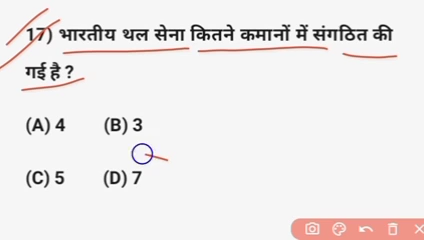 17) भारतीय थल सेना कितने कमानों में संगठित की
गई है ?
(A) 4 (B) 3
(C) 5 (D) 7